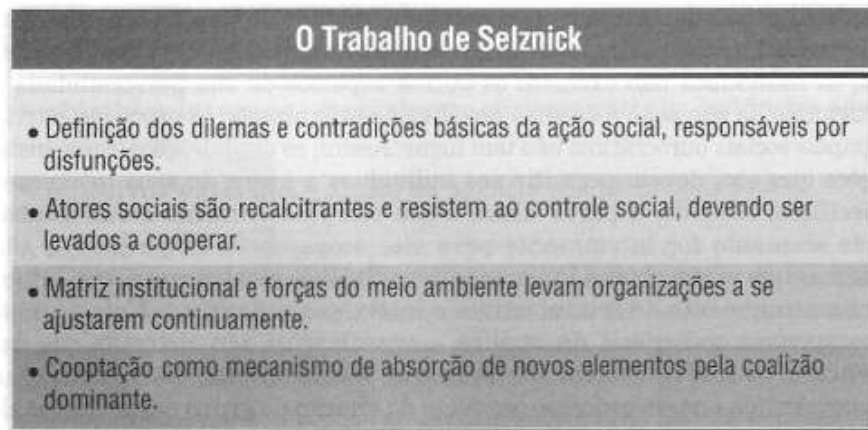 O Trabalho de Selznick
• Definição dos dilemas e contradições básicas da ação social, responsáveis por
disfunções.
• Atores sociais são recalcitrantes e resistem ao controle social, devendo ser
levados a cooperar.
• Matriz institucional e forças do meio ambiente levam organizações a se
ajustarem continuamente.
• Cooptação como mecanismo de absorção de novos elementos pela coalizão
dominante.